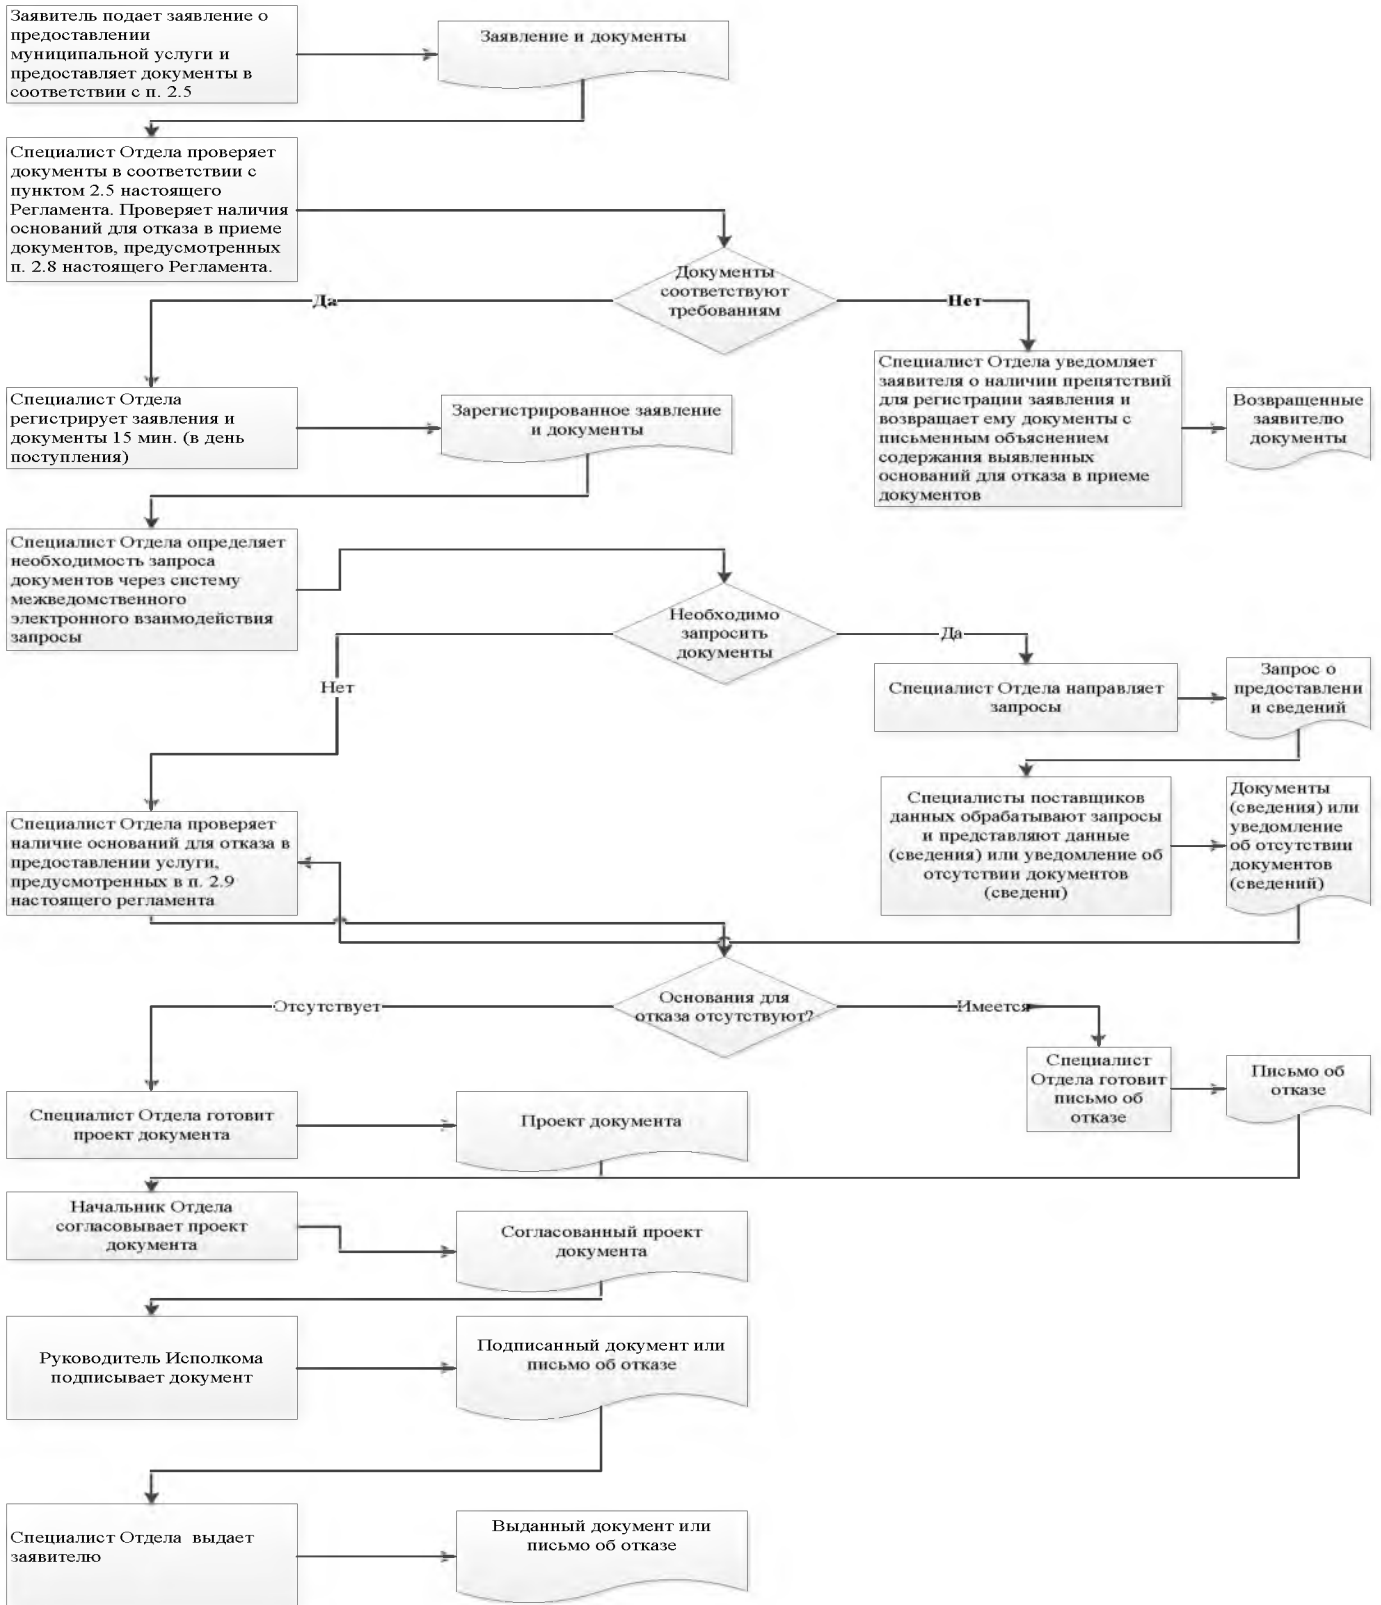 Заявитель подает заявление о
предоставлении
муниципальной услуги и
предоставляет документы в
соответствии с п. 2.5
Заявление и документы
Специалист Отдела проверяет
документы в соответствии с
пунктом 2.5 настоящего
Регламента. Проверяет наличия
оснований для отказа в приеме
документов, предусмотренных
п. 2.8 настоящего Регламента.
Документы
соответствуют
требованиям
Да
Нет
Специалист Отдела
регистрирует заявления и
документы 15 мин. (в день
поступления)
Зарегистрированное заявление
и документы
Специалист Отдела уведомляет
заявителя о наличии препятствий
для регистрации заявления и
возвращает ему документы с
письменным объяснением
содержания выявленных
оснований для отказа в приеме
документов
Возвращенные
заявителю
документы
Специалист Отдела определяет
необходимость запроса
документов через систему
межведомственного
электронного взаимодействия
запросы
Необходимо
запросить
документы
Да
Нет
Специалист Отдела направляет
запросы
Запрос о
предоставлени
и сведений
Специалисты поставщиков
данных обрабатывают запросы
и представляют данные
(сведения) или уведомление об
отсутствии документов
(сведени)
Документы
(сведения) или
уведомление
об отсутствии
документов
(сведений)
Специалист Отдела проверяет
наличие оснований для отказа в
предоставлении услуги,
предусмотренных в п. 2.9
настоящего регламента
Основания для
отказа отсутствуют?
Отсутствует
Имеется
Специалист
Отдела готовит
письмо об
отказе
Письмо об
отказе
Специалист Отдела готовит
проект документа
Проект документа
Начальник Отдела
согласовывает проект
документа
Согласованный проект
документа
Руководитель Исполкома
подписывает документ
Подписанный документ или
письмо об отказе
Специалист Отдела выдает
заявителю
Выданный документ или
письмо об отказе